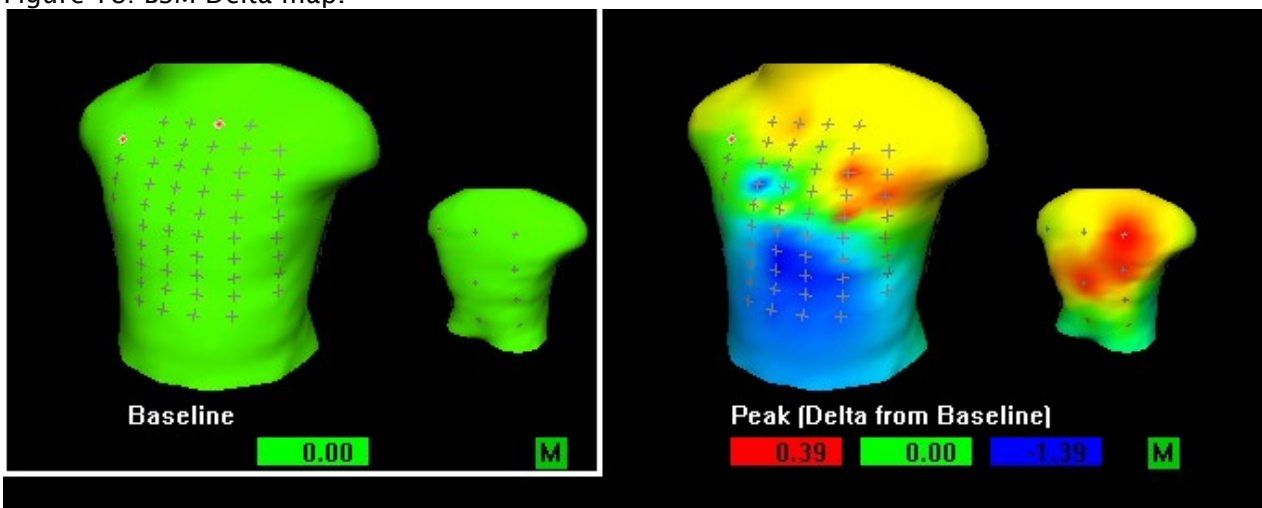 Figure 18: BSM Delta map.
Baseline
0.00 M
Peak (Delta from Baseline)
0.39 0.00 -1.39 M